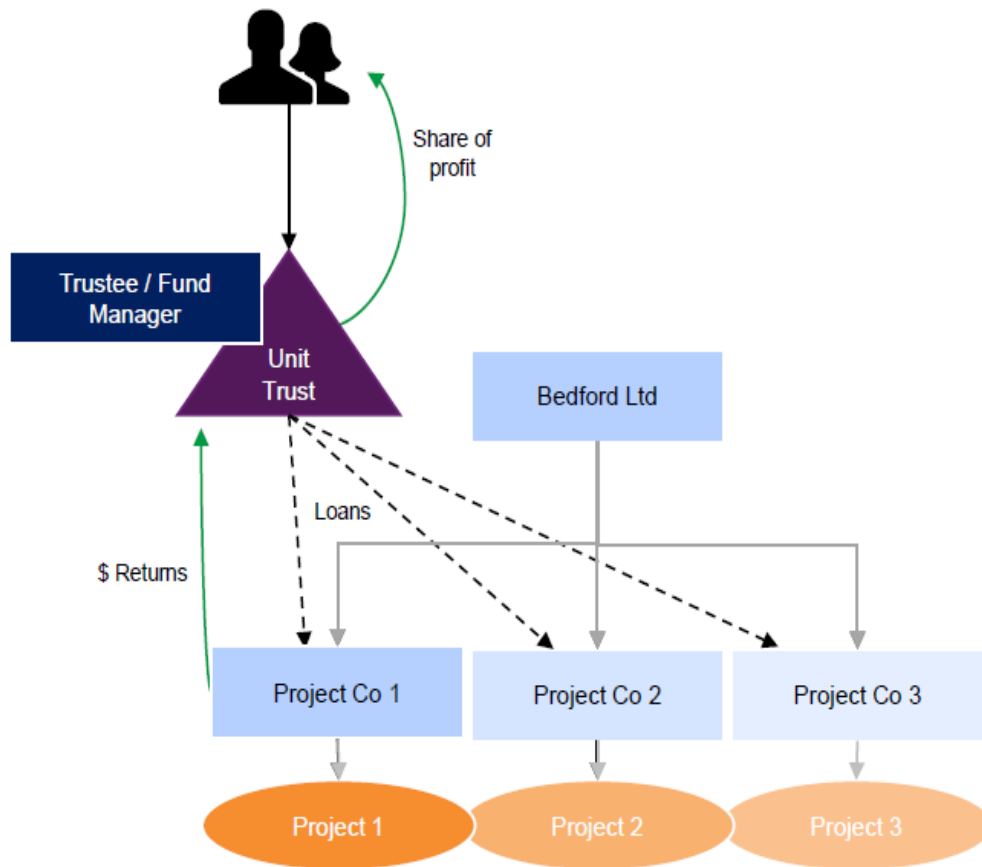 Share of
profit
Trustee / Fund
Manager
Unit
Trust
Bedford Ltd
Loans
$ Returns
Project Co 1
Project Co 2
Project Co 3
Project 1
Project 2
Project 3